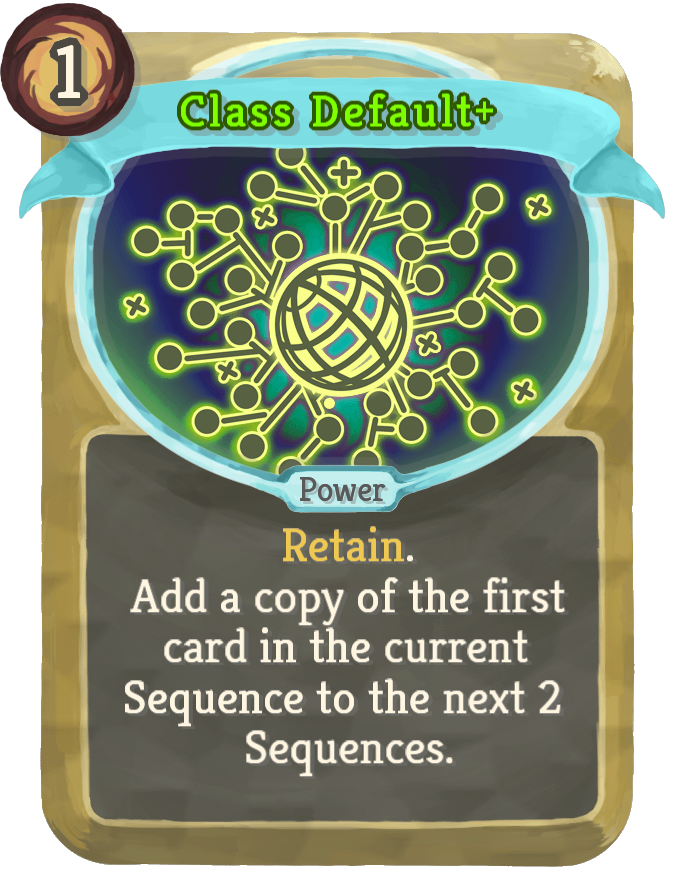 1
Class Default+
Power
Retain.
Add a copy of the first
card in the current
Sequence to the next 2
Sequences.